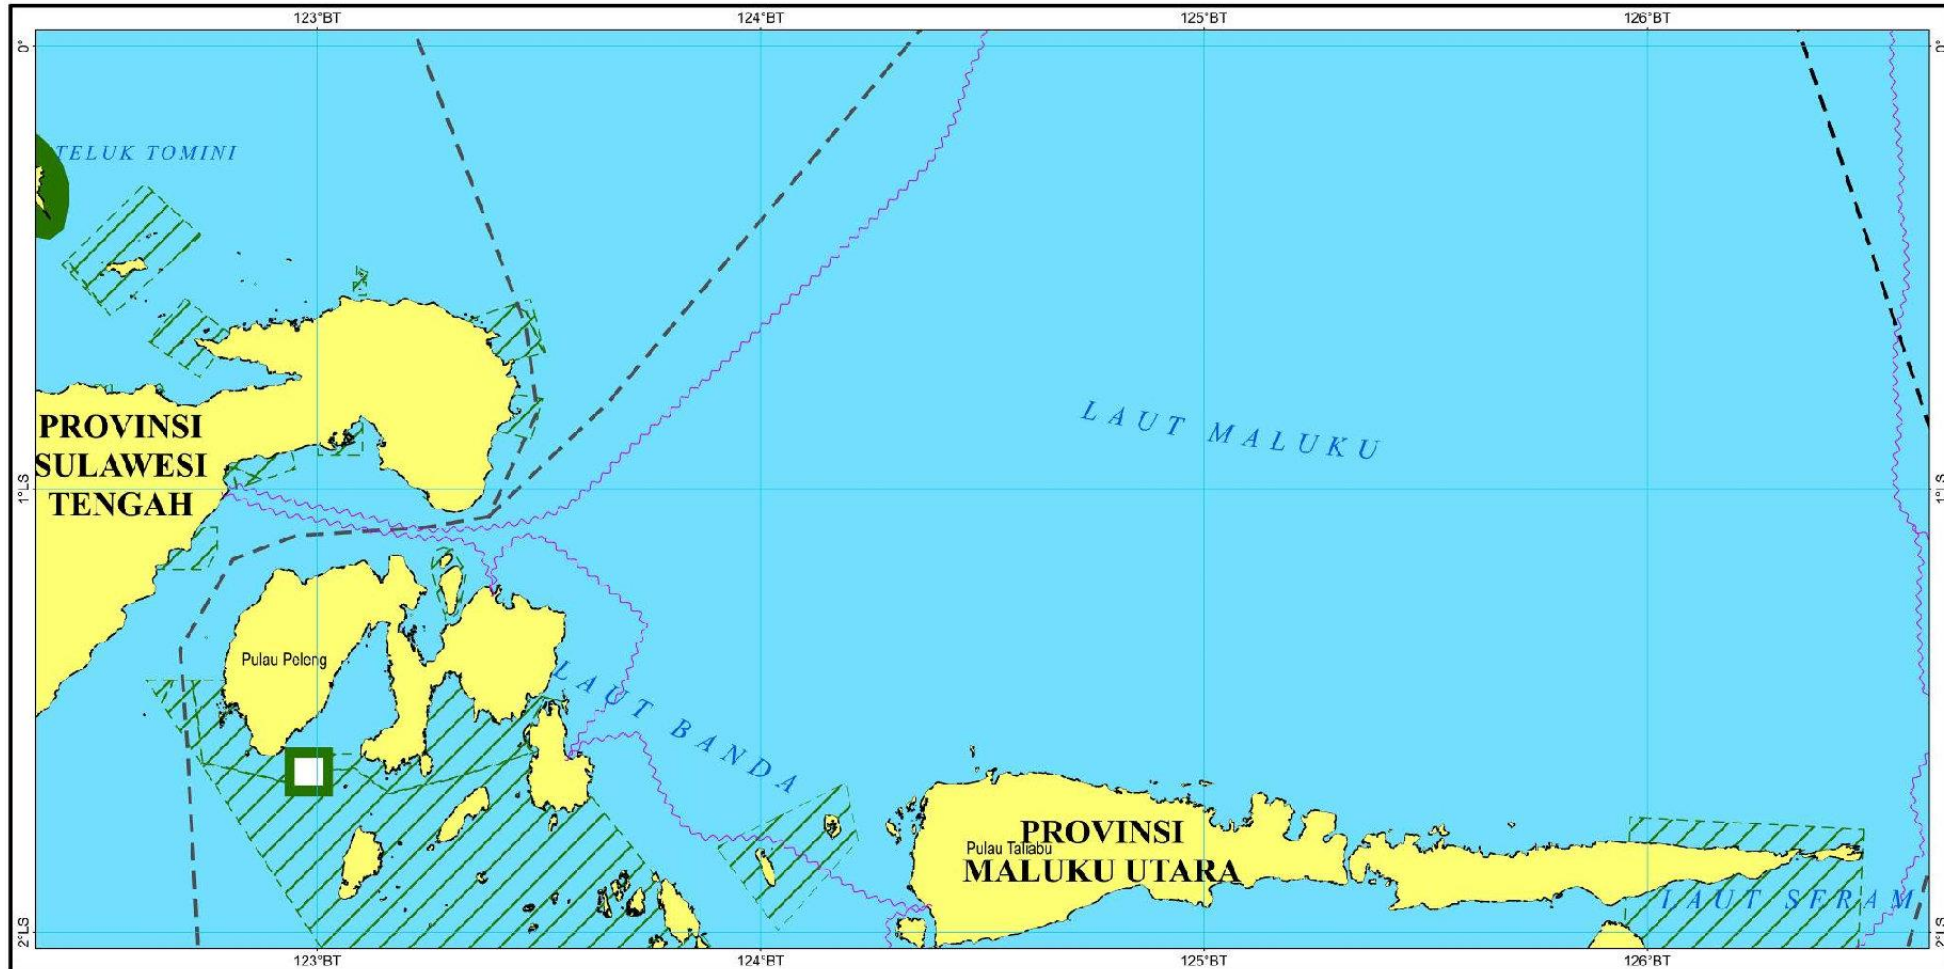 123°BT
124°BT
125°BT
126°BT
0°
0°
TELUK TOMINI
LAUT MALUKU
PROVINSI
SULAWESI
TENGAH
1°LS
1°LS
Pulau Peleng
LAUT BANDA
PROVINSI
Pulau Taliabu
MALUKU UTARA
LAUT SERAM
2°LS
2°LS
123°BT
124°BT
125°BT
126°BT